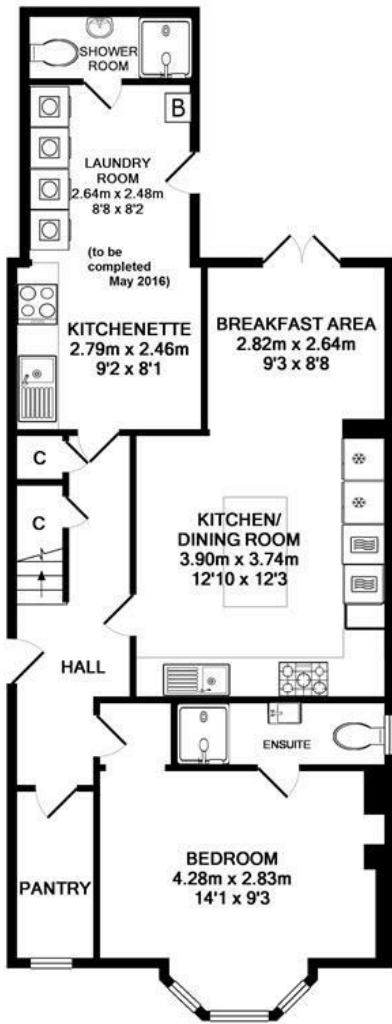 SHOWER
ROOM
B
LAUNDRY
ROOM
2.64m x 2.48m
8'8 x 8'2
(to be
completed
May 2016)
KITCHENETTE
2.79m x 2.46m
9'2 x 8'1
BREAKFAST AREA
2.82m x 2.64m
9'3 x 8'8
C
C
KITCHEN/
DINING ROOM
3.90m x 3.74m
12'10 x 12'3
HALL
ENSUITE
BEDROOM
4.28m x 2.83m
14'1 x 9'3
PANTRY